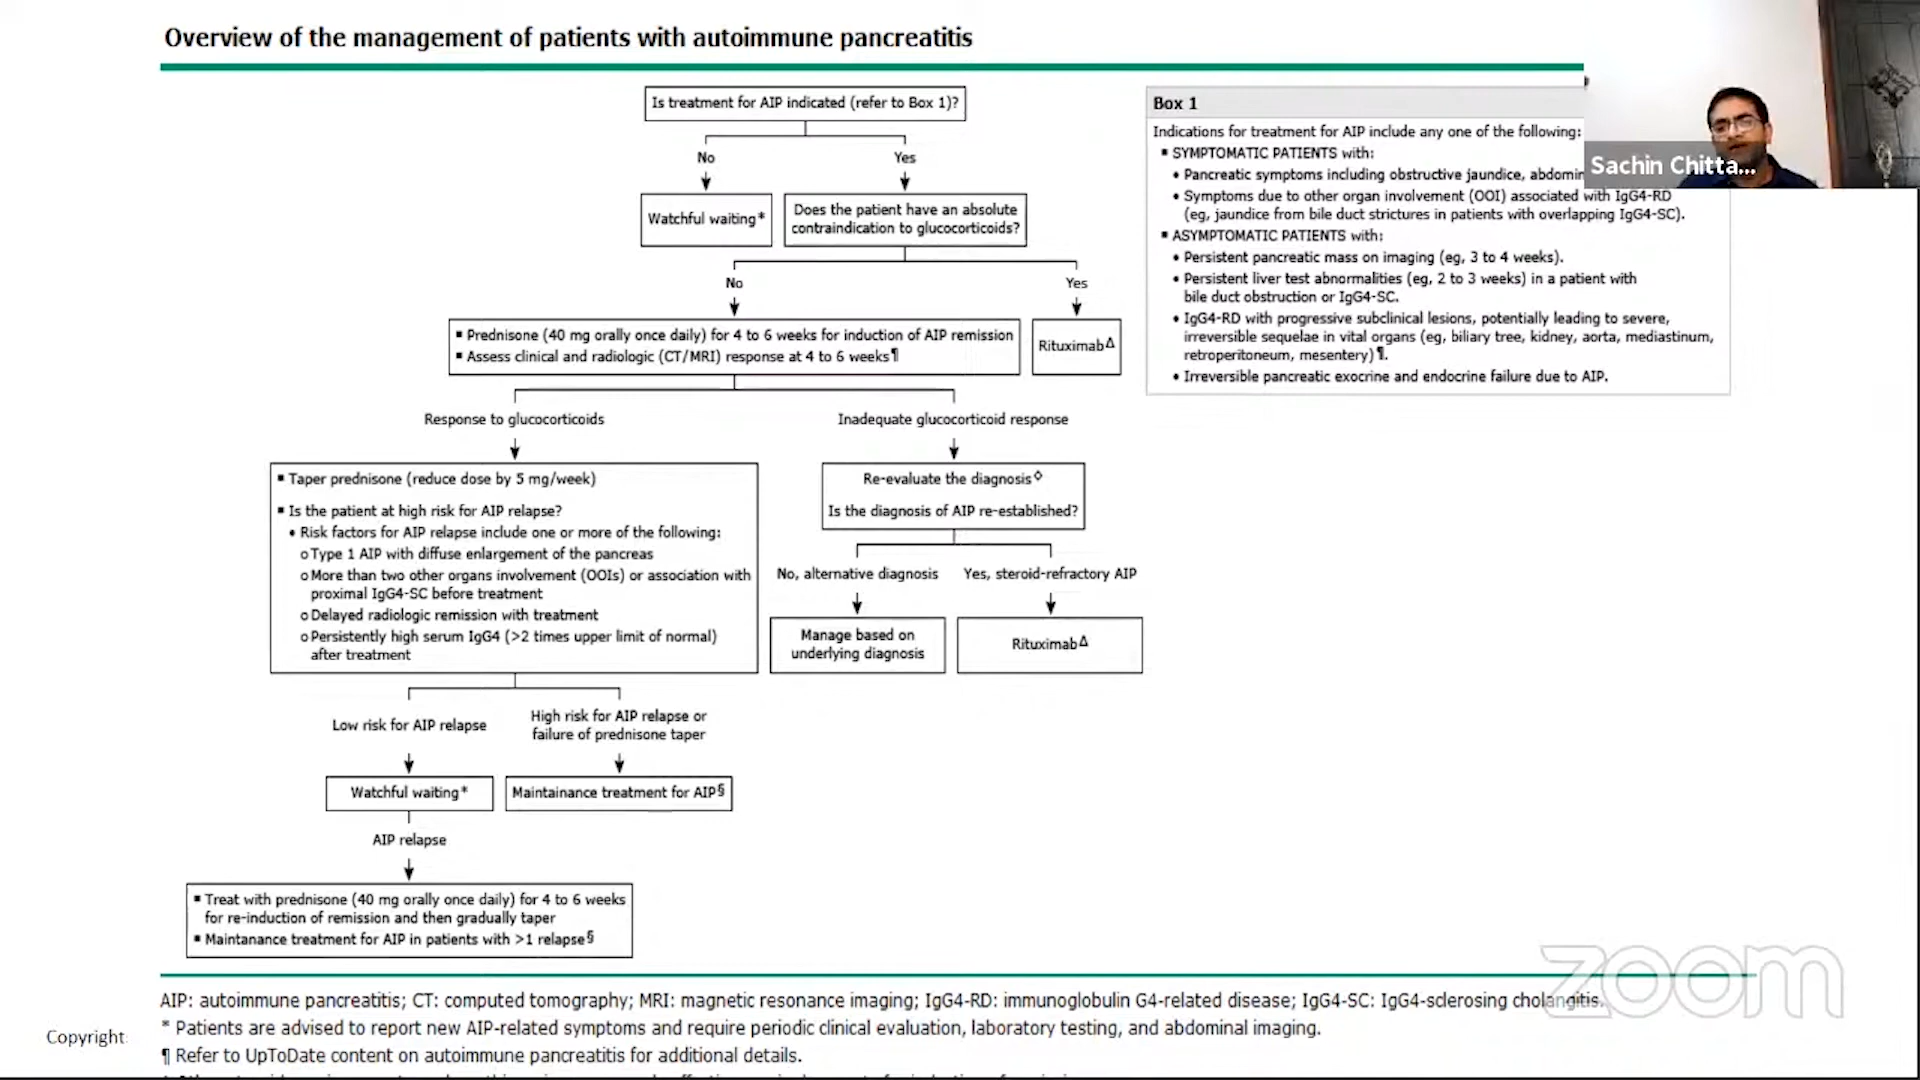 Overview of the management of patients with autoimmune pancreatitis
Is treatment for AIP indicated (refer to Box 1)?
No
Yes
Watchful waiting*
Does the patient have an absolute
contraindication to glucocorticoids?
No
Yes
▪ Prednisone (40 mg orally once daily) for 4 to 6 weeks for induction of AIP remission
▪ Assess clinical and radiologic (CT/MRI) response at 4 to 6 weeks¶
RituximabΔ
Response to glucocorticoids
Inadequate glucocorticoid response
▪ Taper prednisone (reduce dose by 5 mg/week)
▪ Is the patient at high risk for AIP relapse?
• Risk factors for AIP relapse include one or more of the following:
o Type 1 AIP with diffuse enlargement of the pancreas
o More than two other organs involvement (OOIs) or association with
proximal IgG4-SC before treatment
o Delayed radiologic remission with treatment
o Persistently high serum IgG4 (>2 times upper limit of normal)
after treatment
Re-evaluate the diagnosis◊
Is the diagnosis of AIP re-established?
No, alternative diagnosis
Yes, steroid-refractory AIP
Manage based on
underlying diagnosis
RituximabΔ
Low risk for AIP relapse
High risk for AIP relapse or
failure of prednisone taper
Watchful waiting*
Maintainance treatment for AIP§
AIP relapse
▪ Treat with prednisone (40 mg orally once daily) for 4 to 6 weeks
for re-induction of remission and then gradually taper
▪ Maintanance treatment for AIP in patients with >1 relapse§
Box 1
Indications for treatment for AIP include any one of the following:
▪ SYMPTOMATIC PATIENTS with:
• Pancreatic symptoms including obstructive jaundice,
• Symptoms due to other organ involvement (OOI) associated with IgG4-RD
(eg, jaundice from bile duct strictures in patients with overlapping IgG4-SC).
▪ ASYMPTOMATIC PATIENTS with:
• Persistent pancreatic mass on imaging (eg, 3 to 4 weeks).
• Persistent liver test abnormalities (eg, 2 to 3 weeks) in a patient with
bile duct obstruction or IgG4-SC.
• IgG4-RD with progressive subclinical lesions, potentially leading to severe,
irreversible sequelae in vital organs (eg, biliary tree, kidney, aorta, mediastinum,
retroperitoneum, mesentery)¶.
• Irreversible pancreatic exocrine and endocrine failure due to AIP.
Sachin Chitta...
AIP: autoimmune pancreatitis; CT: computed tomography; MRI: magnetic resonance imaging; IgG4-RD: immunoglobulin G4-related disease; IgG4-SC: IgG4-sclerosing cholangitis.
* Patients are advised to report new AIP-related symptoms and require periodic clinical evaluation, laboratory testing, and abdominal imaging.
¶ Refer to UpToDate content on autoimmune pancreatitis for additional details.
Copyright
zoom